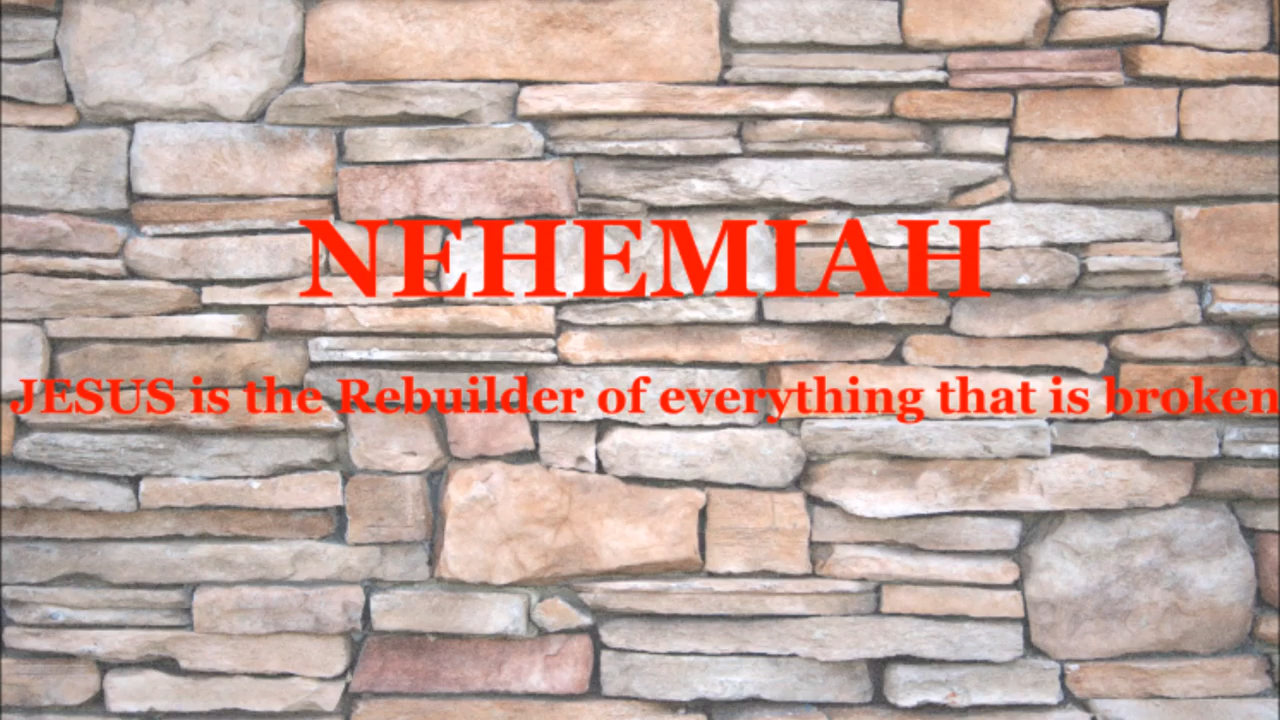 NEHEMIAH
JESUS is the Rebuilder of everything that is broken